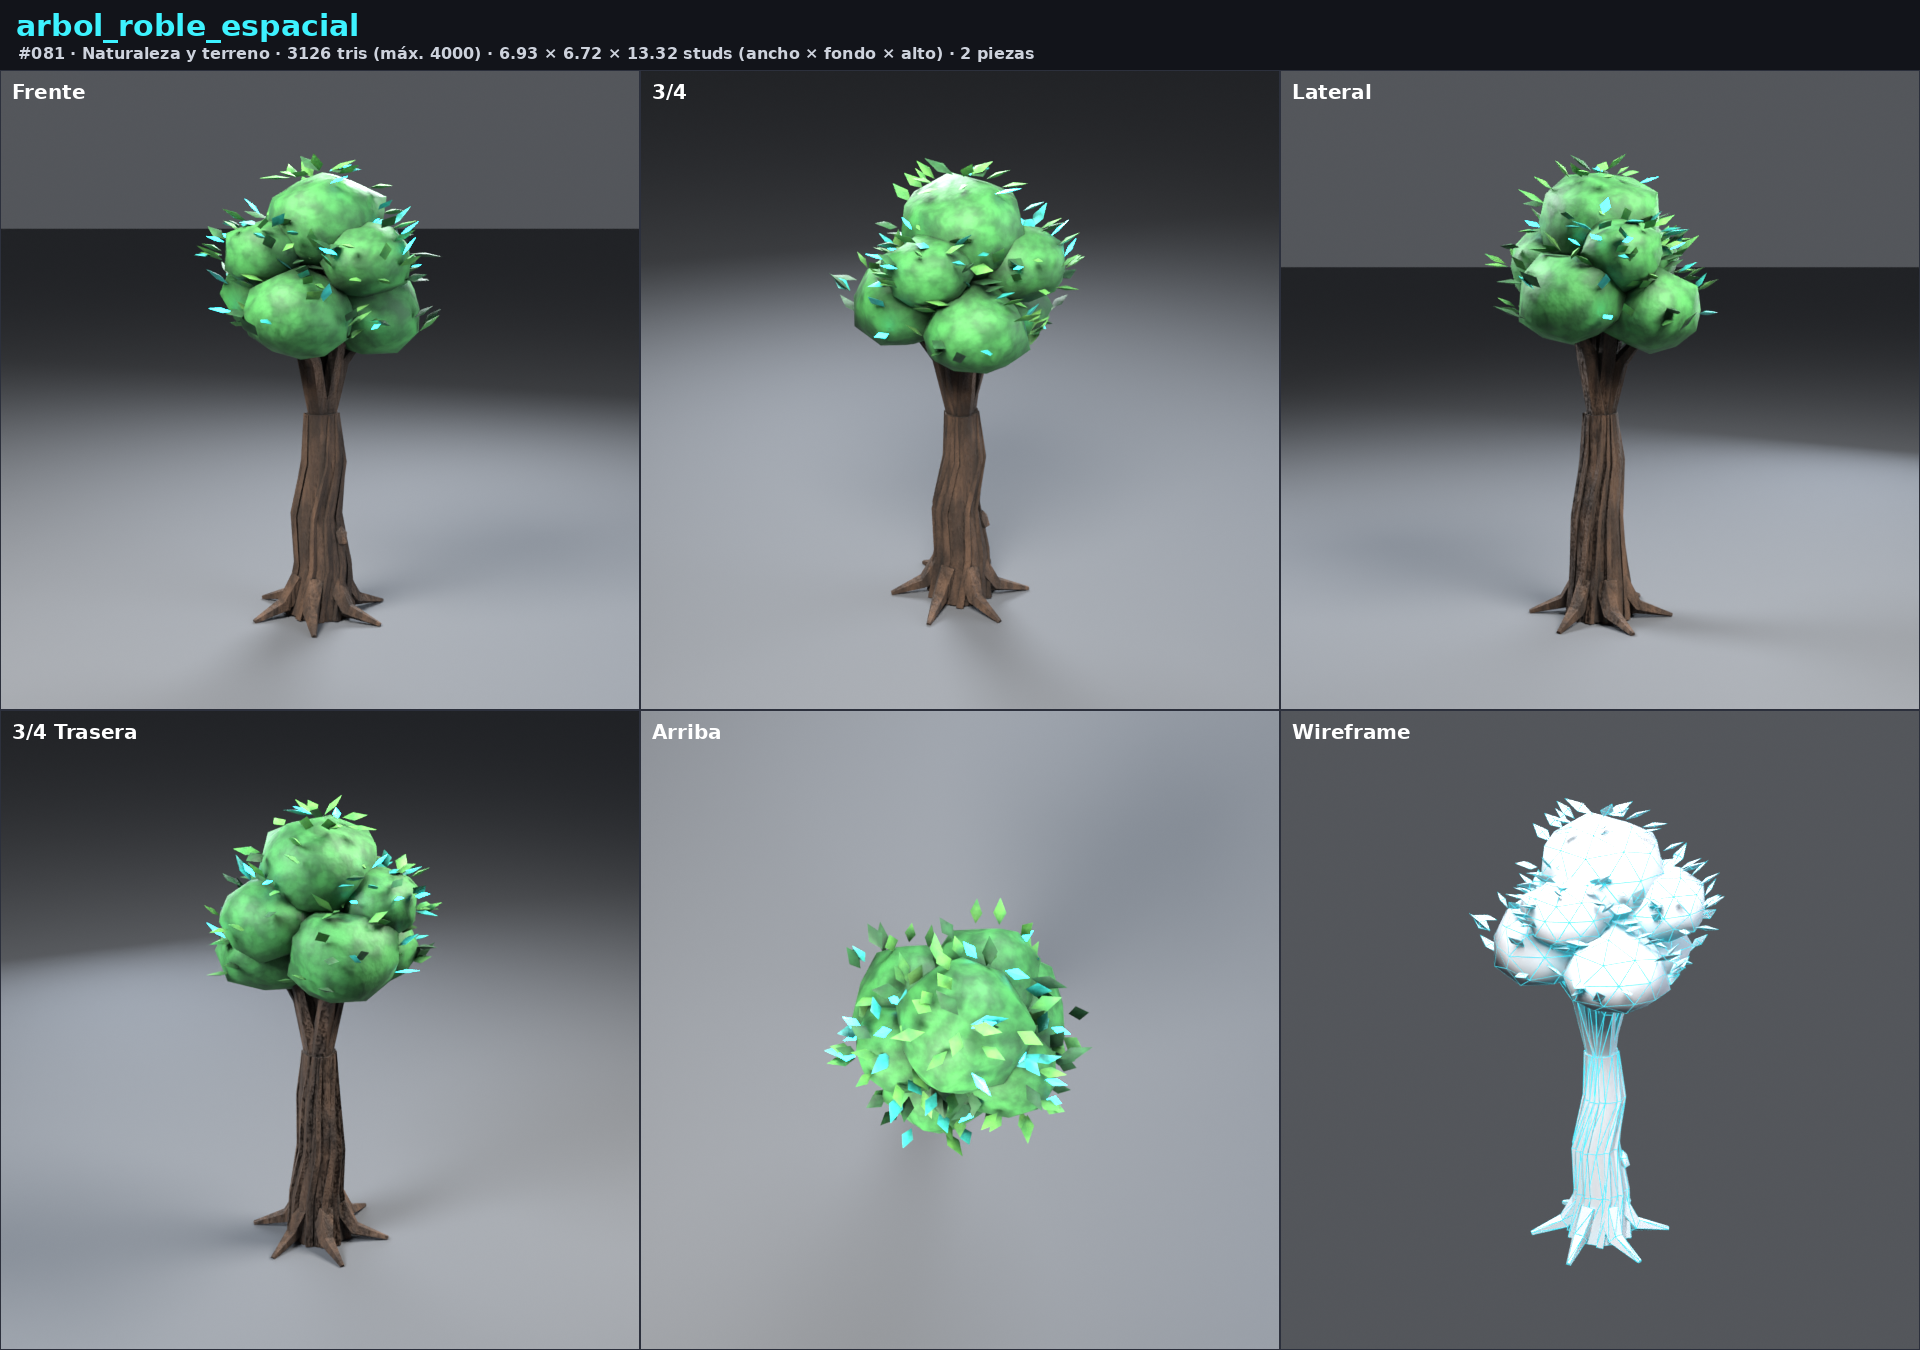 arbol_roble_espacial
#081 · Naturaleza y terreno · 3126 tris (máx. 4000) · 6.93 × 6.72 × 13.32 studs (ancho × fondo × alto) · 2 piezas
Frente
3/4
Lateral
3/4 Trasera
Arriba
Wireframe